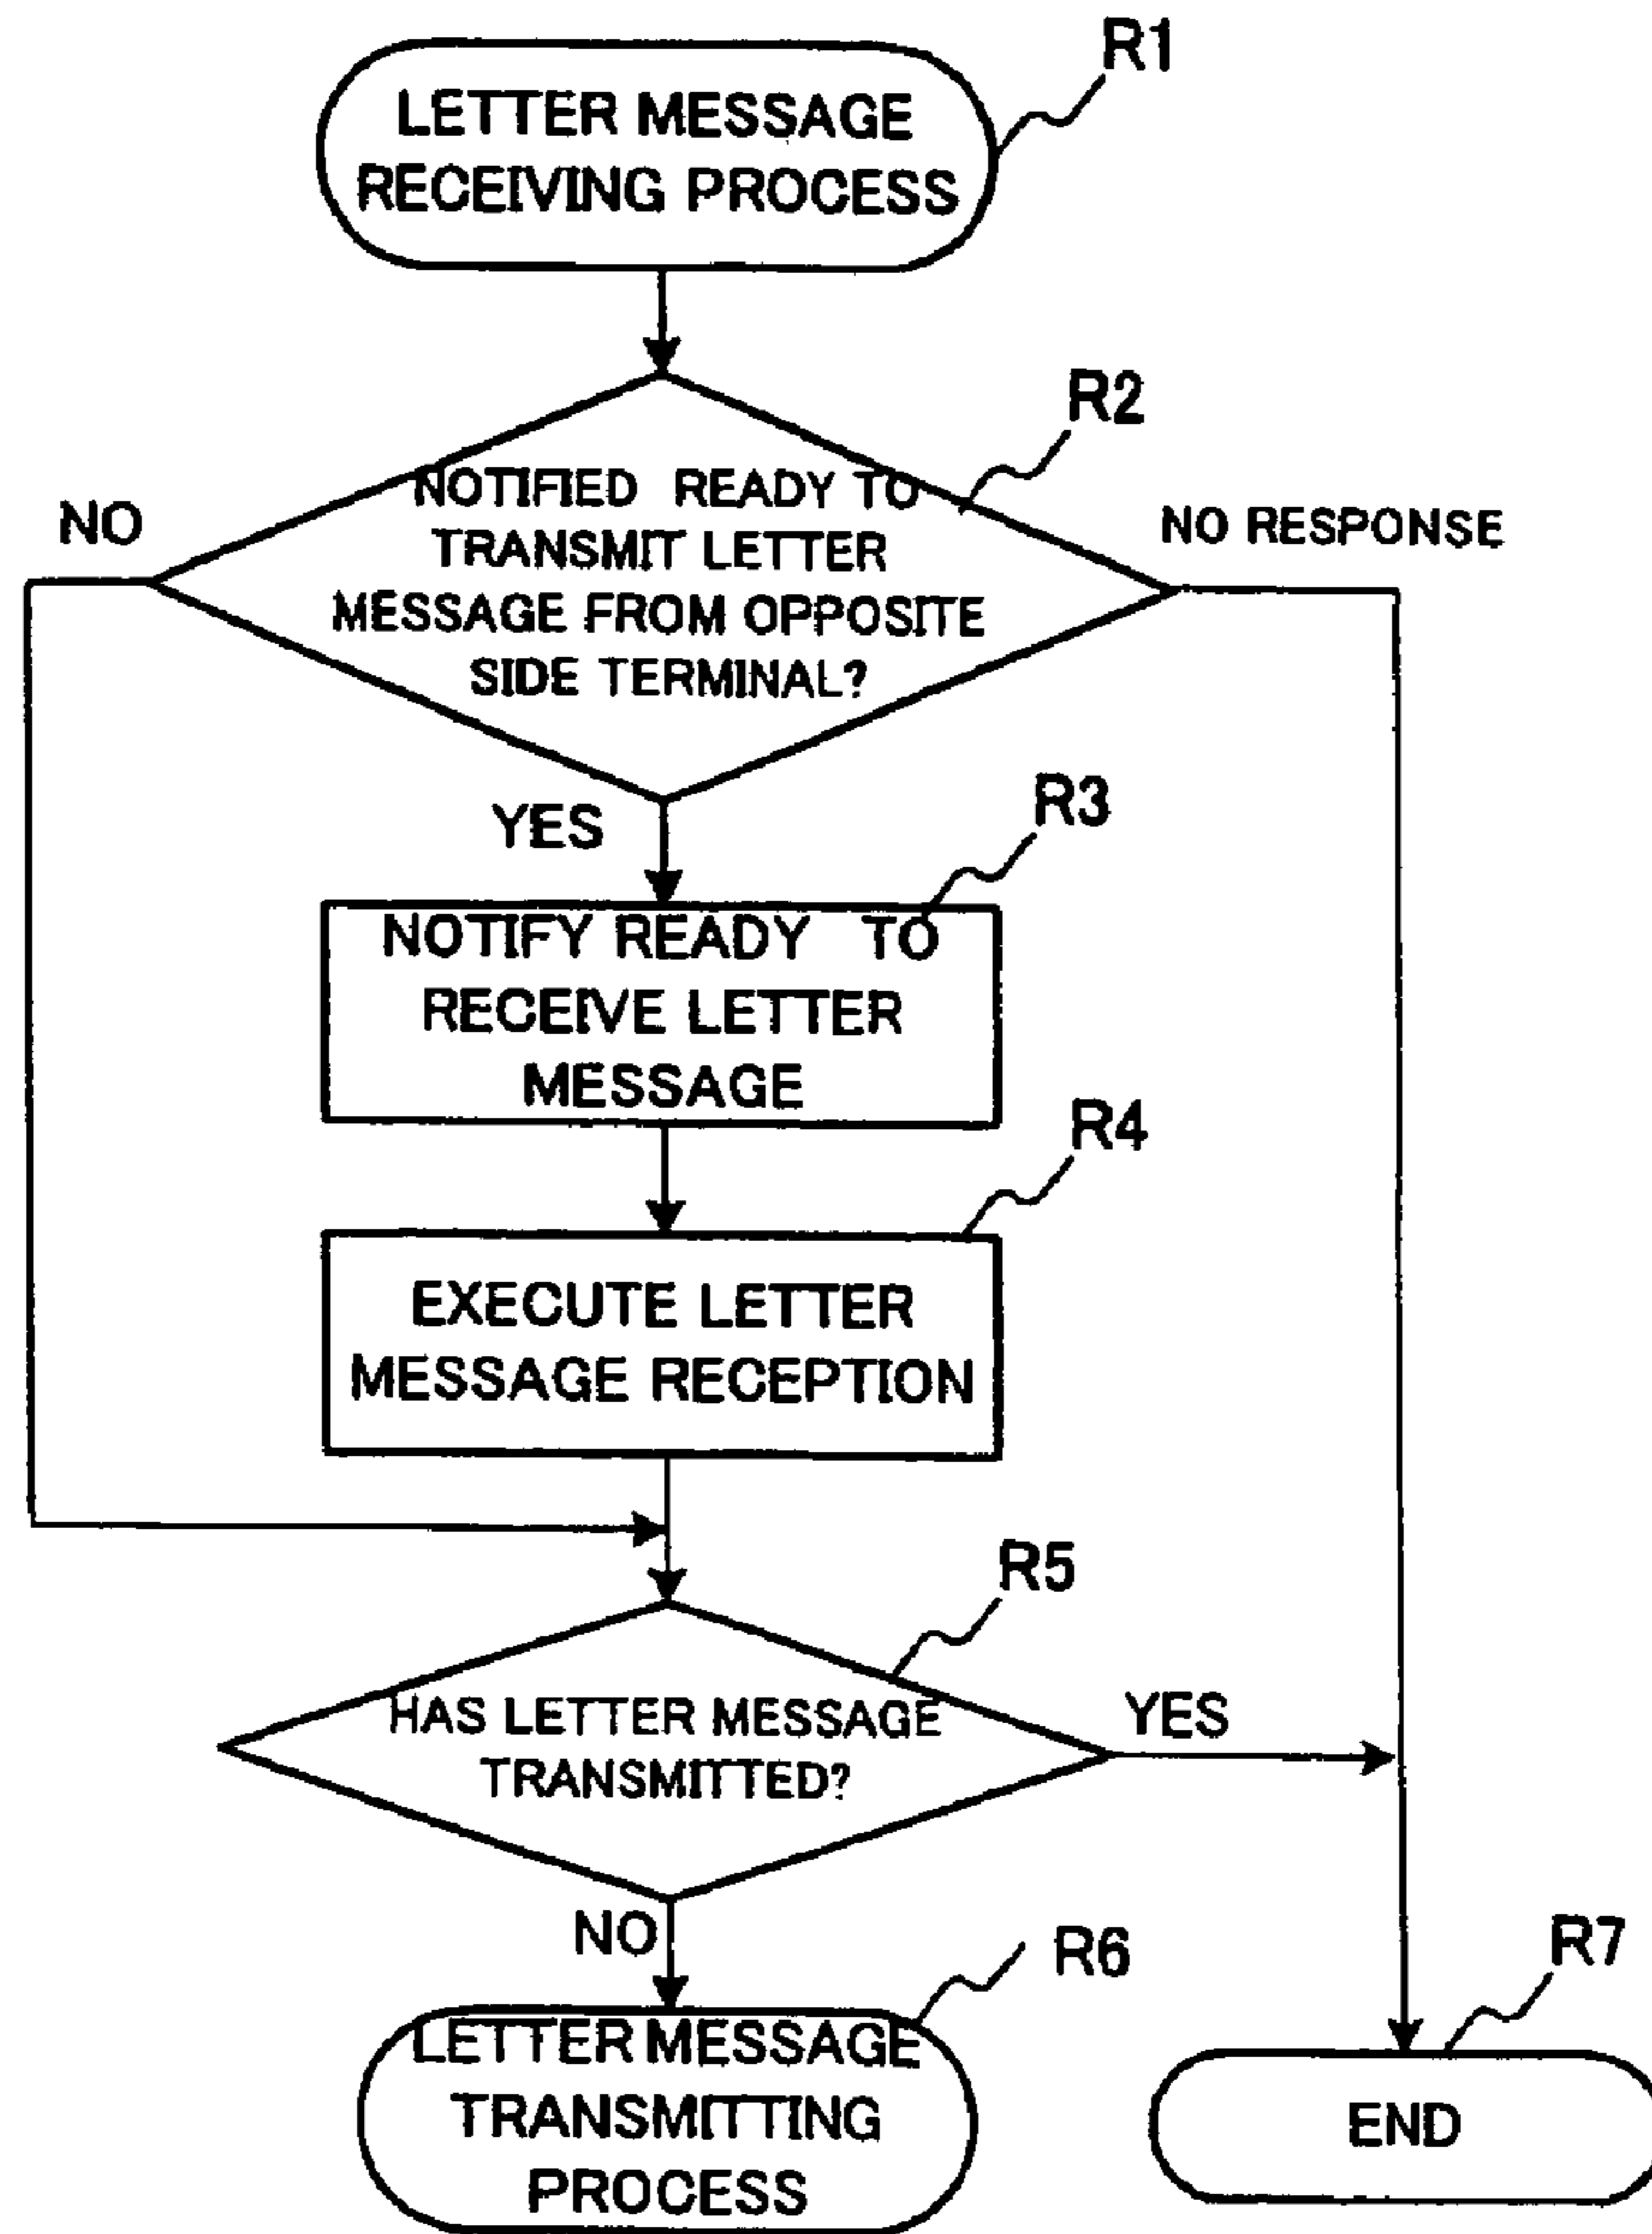 R1
LETTER MESSAGE
RECEIVING PROCESS
R2
NOTIFIED READY TO
TRANSMIT LETTER
MESSAGE FROM OPPOSITE
SIDE TERMINAL?
NO
NO RESPONSE
YES
R3
NOTIFY READY TO
RECEIVE LETTER
MESSAGE
R4
EXECUTE LETTER
MESSAGE RECEPTION
R5
HAS LETTER MESSAGE
TRANSMITTED?
YES
NO
R6
LETTER MESSAGE
TRANSMITTING
PROCESS
R7
END